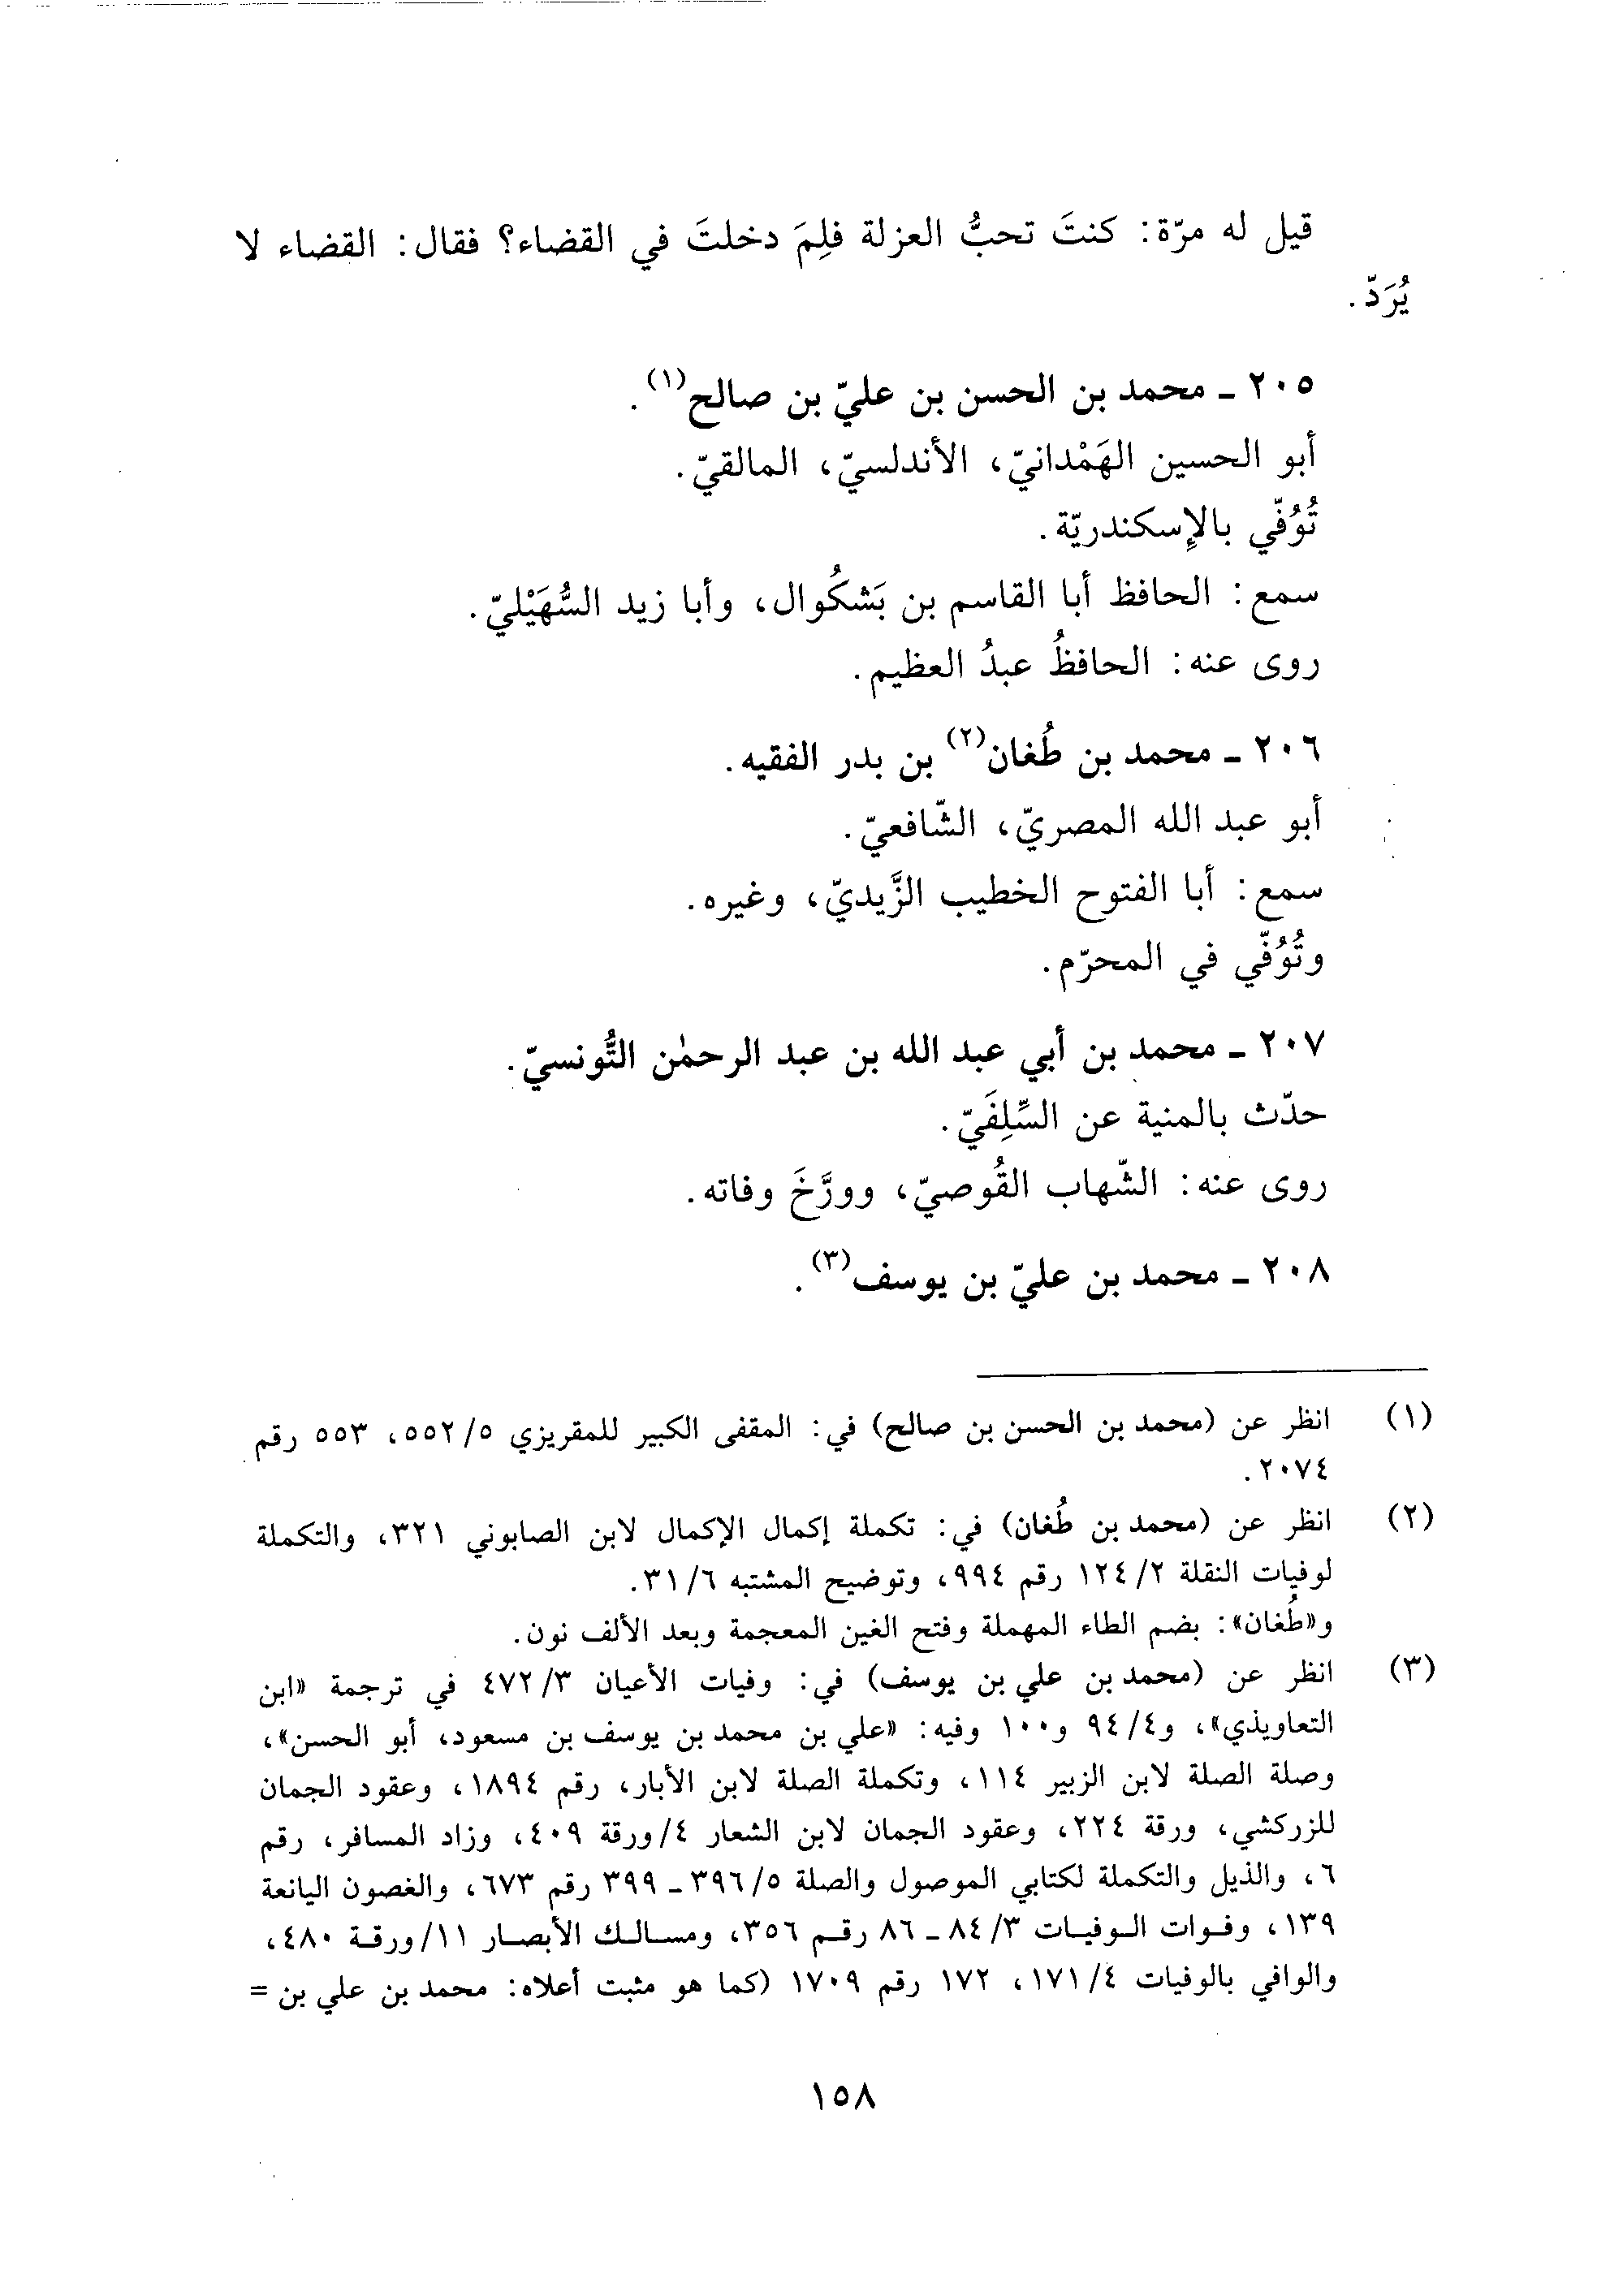 قيل له مرّة: كنتَ تحبُّ العزلة فلِمَ دخلتَ في القضاء؟ فقال: القضاء لا
يُرَدّ.
٢٠٥ ـ محمد بن الحسن بن عليّ بن صالح(١).
أبو الحسين الهَمْدانيّ، الأندلسيّ، المالقيّ.
تُوُفّي بالإسكندريّة.
سمع: الحافظ أبا القاسم بن بَشكُوال، وأبا زيد السُّهَيْليّ.
روى عنه: الحافظُ عبدُ العظيم.
٢٠٦ ـ محمد بن طُغان(٢) بن بدر الفقيه.
أبو عبد الله المصريّ، الشّافعيّ.
سمع: أبا الفتوح الخطيب الزَّيديّ، وغيره.
وتُوُفّي في المحرّم.
٢٠٧ ـ محمد بن أبي عبد الله بن عبد الرحمٰن التُّونسيّ.
حدّث بالمنية عن السِّلِفَيّ.
روى عنه: الشّهاب القُوصيّ، وورَّخَ وفاته.
٢٠٨ ـ محمد بن عليّ بن يوسف(٣).
(١) انظر عن (محمد بن الحسن بن صالح) في: المقفى الكبير للمقريزي ٥/٥٥٢، ٥٥٣ رقم
٢٠٧٤.
(٢) انظر عن (محمد بن طُغان) في: تكملة إكمال الإكمال لابن الصابوني ٣٢١، والتكملة
لوفيات النقلة ٢/١٢٤ رقم ٩٩٤، وتوضيح المشتبه ٦/٣١.
و«طُغان»: بضم الطاء المهملة وفتح الغين المعجمة وبعد الألف نون.
(٣) انظر عن (محمد بن علي بن يوسف) في: وفيات الأعيان ٣/٤٧٢ في ترجمة «ابن
التعاويذي»، و٤/٩٤ و١٠٠ وفيه: «علي بن محمد بن يوسف بن مسعود، أبو الحسن»،
وصلة الصلة لابن الزبير ١١٤، وتكملة الصلة لابن الأبار، رقم ١٨٩٤، وعقود الجمان
للزركشي، ورقة ٢٢٤، وعقود الجمان لابن الشعار ٤/ورقة ٤٠٩، وزاد المسافر، رقم
٦، والذيل والتكملة لكتابي الموصول والصلة ٥/٣٩٦ ـ ٣٩٩ رقم ٦٧٣، والغصون اليانعة
١٣٩، وفوات الوفيات ٣/٨٤ ـ ٨٦ رقم ٣٥٦، ومسالك الأبصار ١١/ورقة ٤٨٠،
والوافي بالوفيات ٤/١٧١، ١٧٢ رقم ١٧٠٩ (كما هو مثبت أعلاه: محمد بن علي بن =
١٥٨